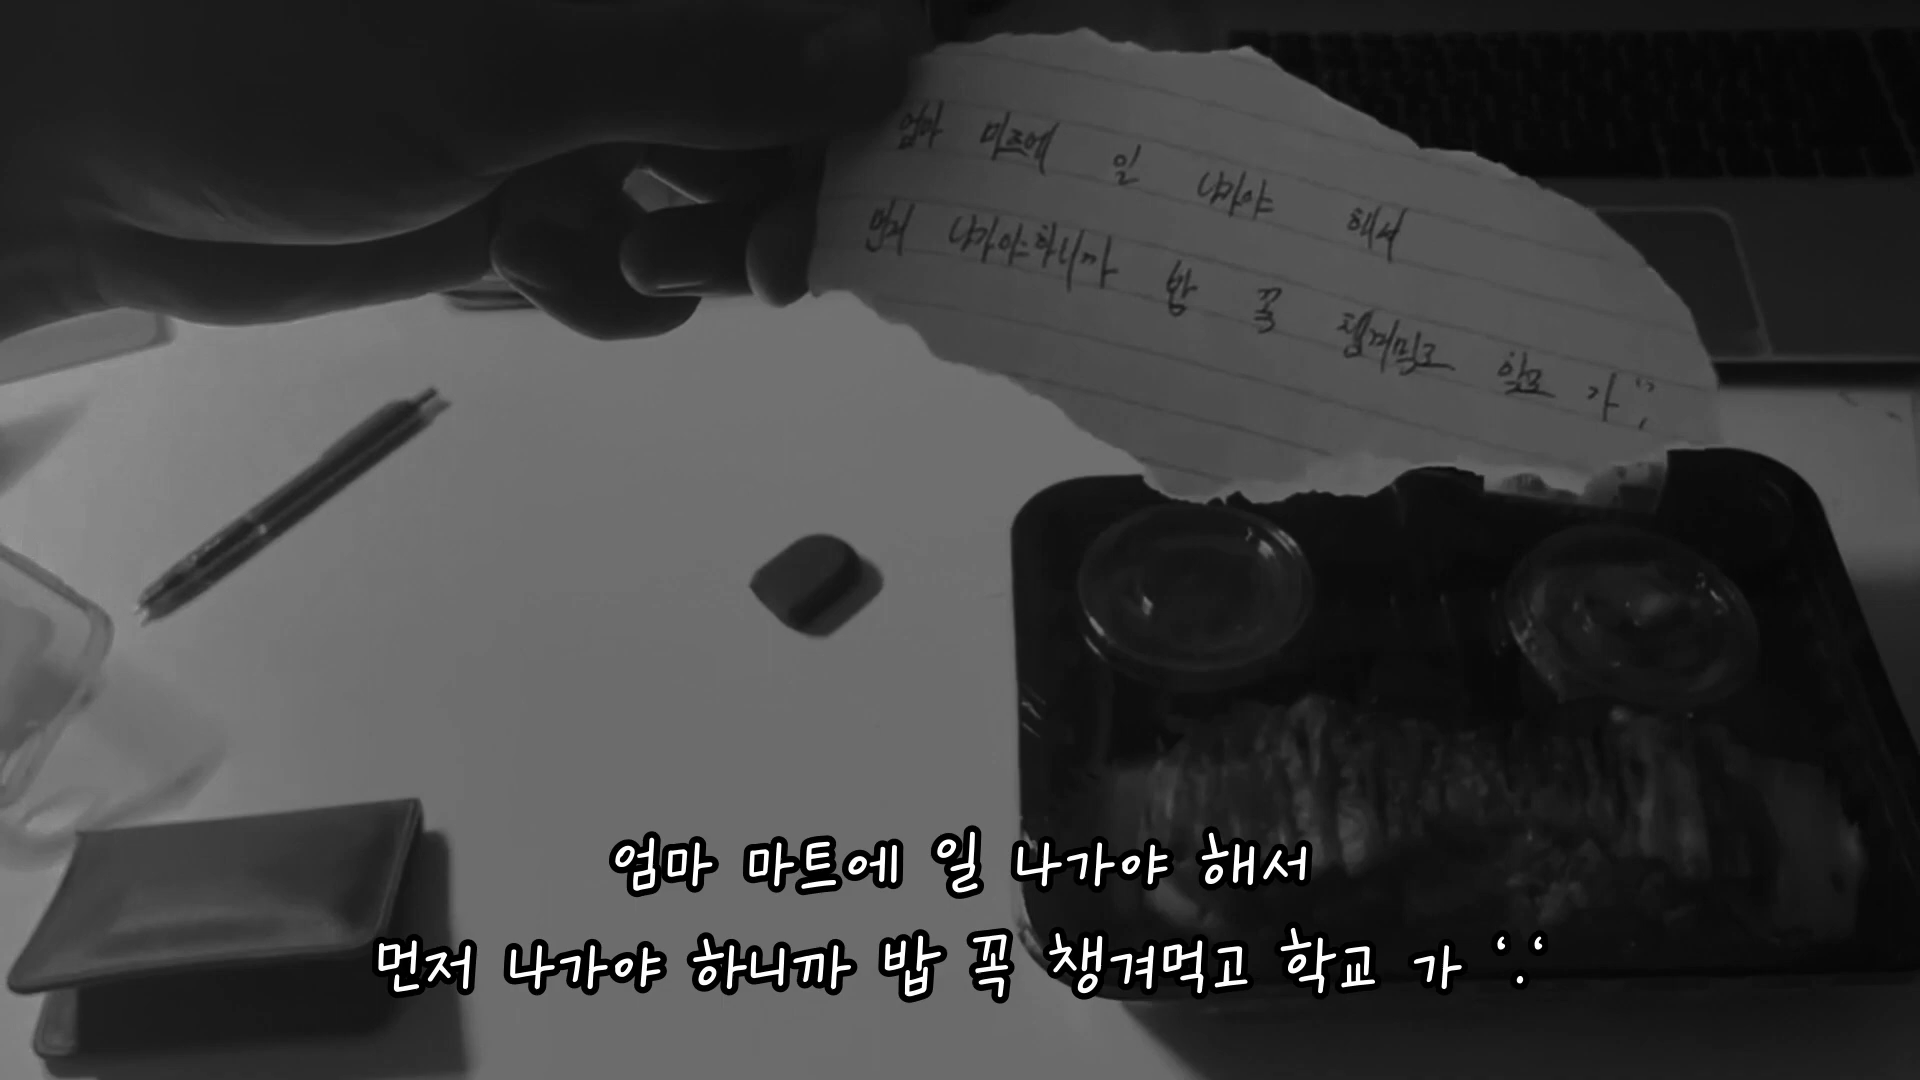 엄마 마트에 일 나가야 해서
먼저 나가야하니까 밥 꼭 챙겨먹고 학교 가 ‘.‘
엄마 마트에 일 나가야 해서
먼저 나가야 하니까 밥 꼭 챙겨먹고 학교 가 ‘.‘